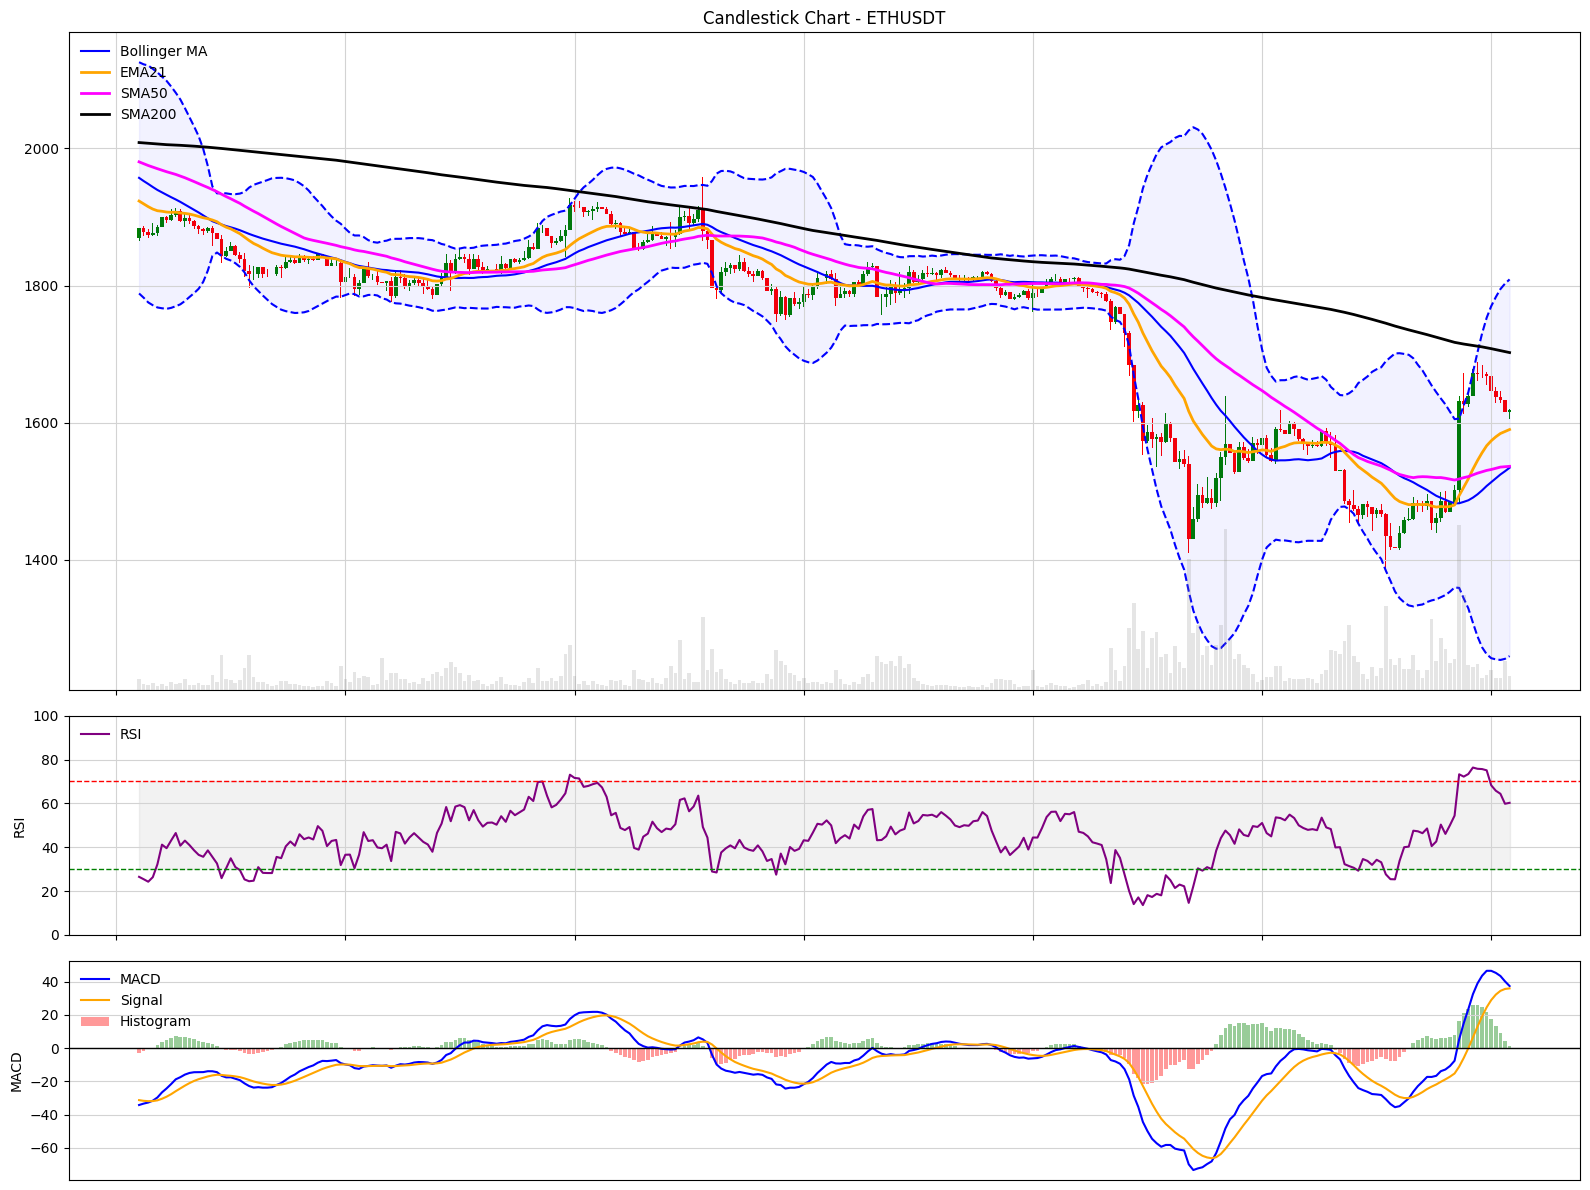 Candlestick Chart - ETHUSDT
Bollinger MA
EMA21
SMA50
SMA200
2000
1800
1600
1400
100
80
60
40
20
0
RSI
RSI
40
20
0
−20
−40
−60
MACD
MACD
Signal
Histogram